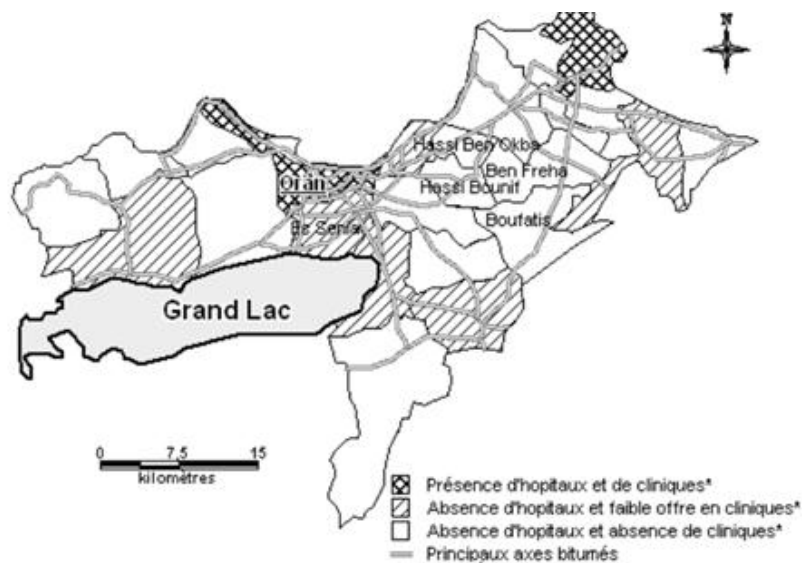 N
Hassi Ben Okba
Ben Freha
Oran
Hassi Bounif
Boufatis
Es Senia
Grand Lac
0 7,5 15
kilomètres
Présence d'hopitaux et de cliniques*
Absence d'hopitaux et faible offre en cliniques*
Absence d'hopitaux et absence de cliniques*
Principaux axes bitumés